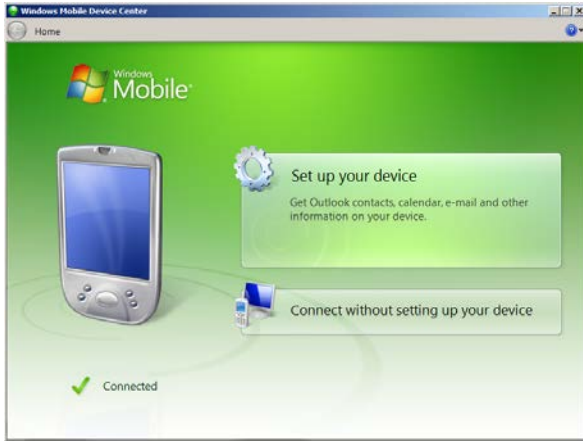 Windows Mobile Device Center
Home
Windows
Mobile
Set up your device
Get Outlook contacts, calendar, e-mail and other
information on your device.
Connect without setting up your device
Connected